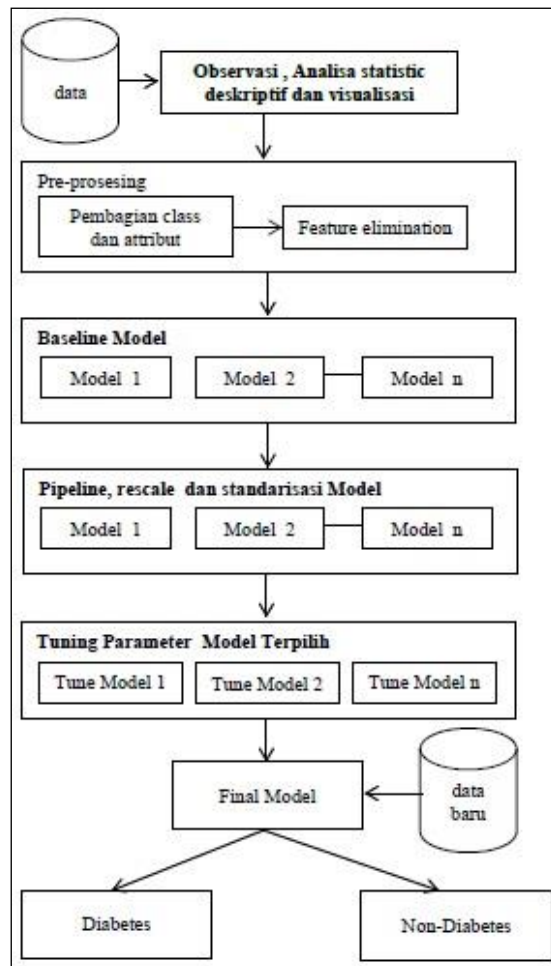 data
Observasi , Analisa statistic
deskriptif dan visualisasi
Pre-prosesing
Pembagian class
dan attribut
Feature elimination
Baseline Model
Model 1
Model 2
Model n
Pipeline, rescale dan standarisasi Model
Model 1
Model 2
Model n
Tuning Parameter Model Terpilih
Tune Model 1
Tune Model 2
Tune Model n
Final Model
data
baru
Diabetes
Non-Diabetes